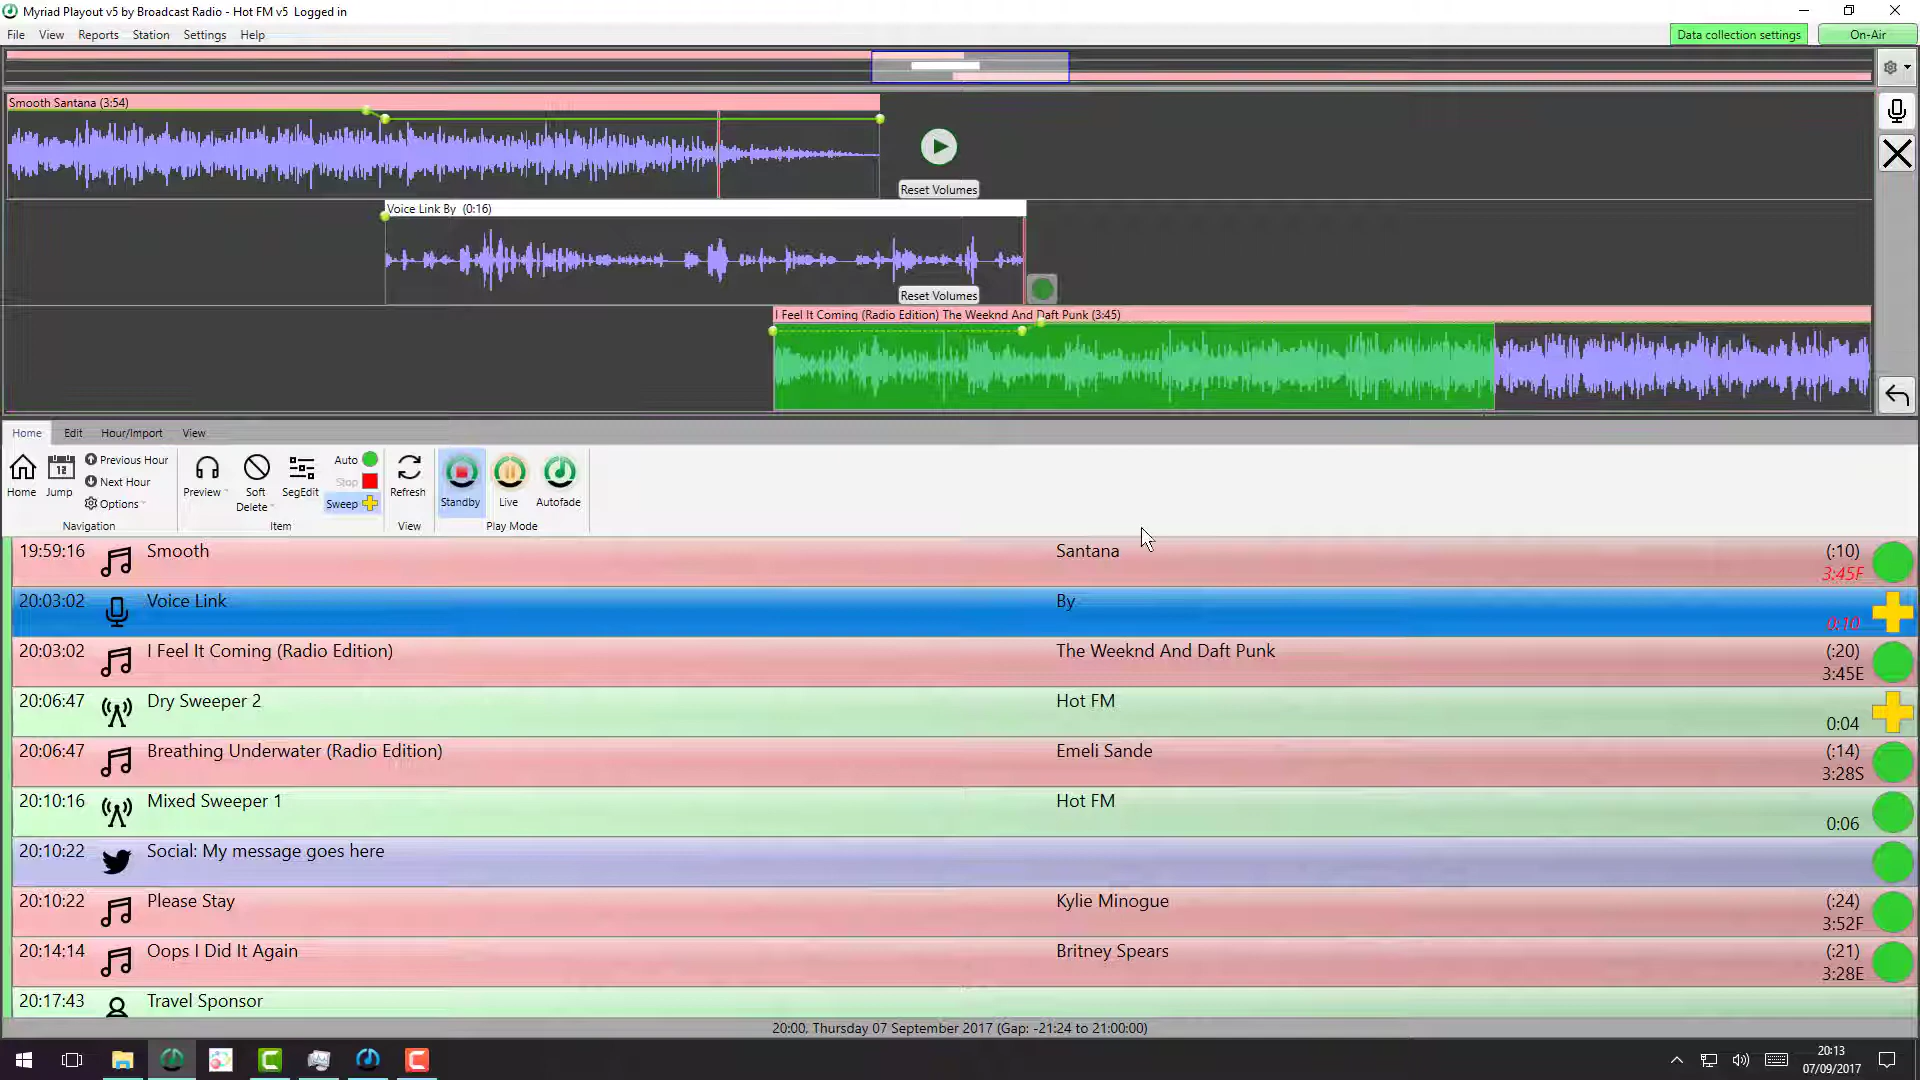 Myriad Playout v5 by Broadcast Radio - Hot FM v5  Logged in
File View Reports Station Settings Help
Data collection settings On-Air
Smooth Santana (3:54)
Reset Volumes
Voice Link By  (0:16)
Reset Volumes
I Feel It Coming (Radio Edition) The Weeknd And Daft Punk (3:45)
Home Edit Hour/Import View
Home
12
Jump
Previous Hour
Next Hour
Options
Navigation
Preview
Soft
Delete
SegEdit
Auto
Stop
Sweep
Item
Refresh
View
Standby
Live
Autofade
Play Mode
19:59:16 Smooth Santana (:10)
3:45F
20:03:02 Voice Link By
0:10
20:03:02 I Feel It Coming (Radio Edition) The Weeknd And Daft Punk (:20)
3:45E
20:06:47 Dry Sweeper 2 Hot FM
0:04
20:06:47 Breathing Underwater (Radio Edition) Emeli Sande (:14)
3:28S
20:10:16 Mixed Sweeper 1 Hot FM
0:06
20:10:22 Social: My message goes here
20:10:22 Please Stay Kylie Minogue (:24)
3:52F
20:14:14 Oops I Did It Again Britney Spears (:21)
3:28E
20:17:43 Travel Sponsor
20:00, Thursday 07 September 2017 (Gap: -21:24 to 21:00:00)
20:13
07/09/2017